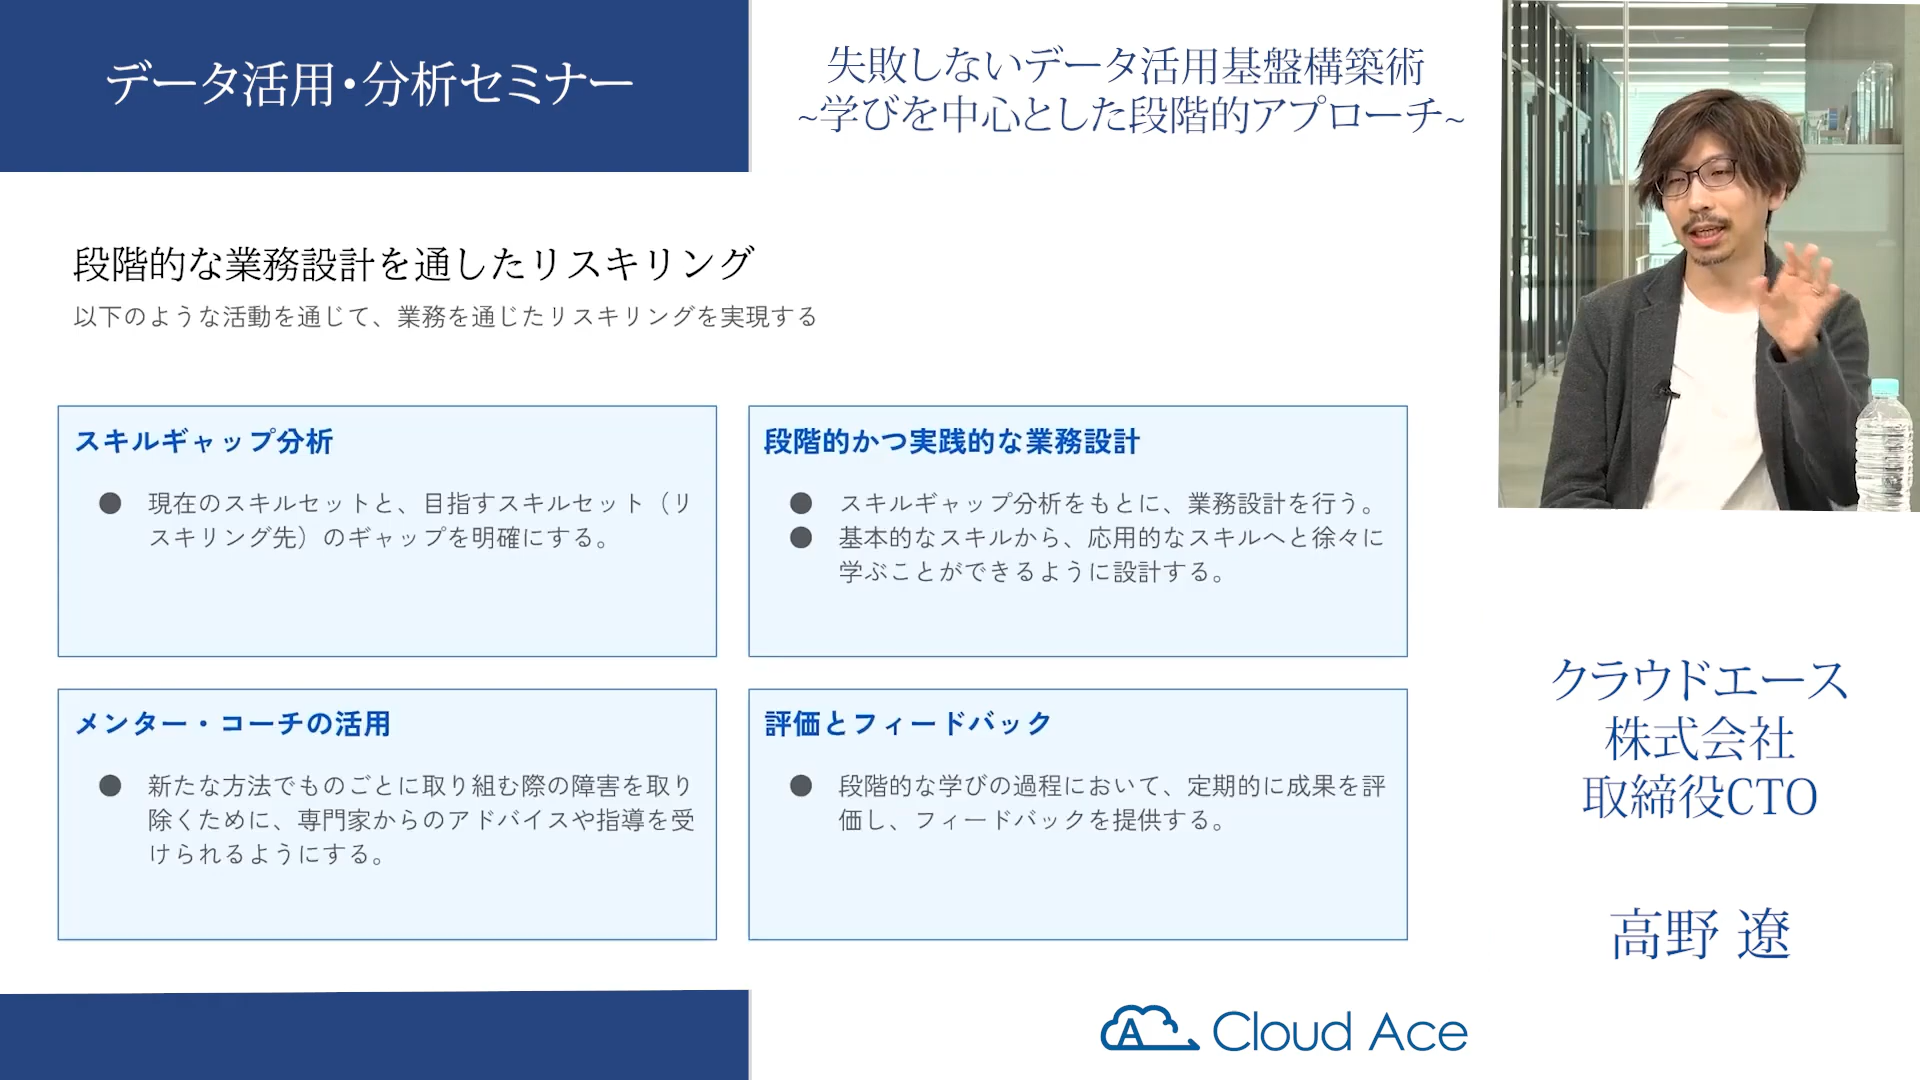 データ活用・分析セミナー
失敗しないデータ活用基盤構築術
~学びを中心とした段階的アプローチ~
段階的な業務設計を通したリスキリング
以下のような活動を通じて、業務を通じたリスキリングを実現する
スキルギャップ分析
● 現在のスキルセットと、目指すスキルセット（リ
スキリング先）のギャップを明確にする。
段階的かつ実践的な業務設計
● スキルギャップ分析をもとに、業務設計を行う。
● 基本的なスキルから、応用的なスキルへと徐々に
学ぶことができるように設計する。
メンター・コーチの活用
● 新たな方法でものごとに取り組む際の障害を取り
除くために、専門家からのアドバイスや指導を受
けられるようにする。
評価とフィードバック
● 段階的な学びの過程において、定期的に成果を評
価し、フィードバックを提供する。
クラウドエース
株式会社
取締役CTO
高野 遼
A Cloud Ace